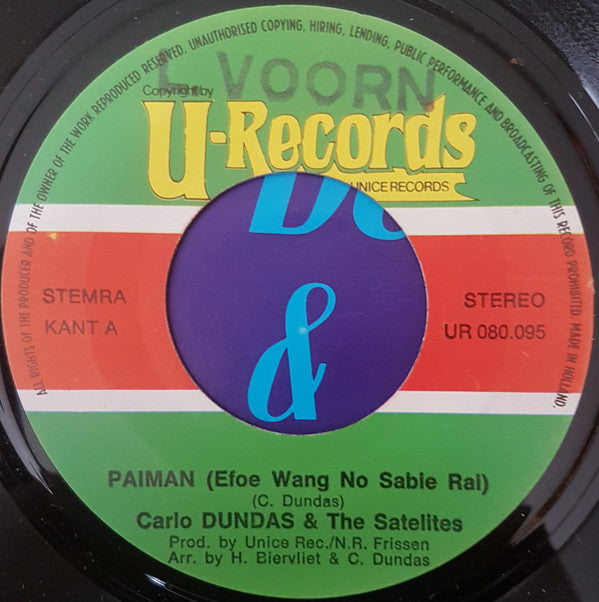 ALL RIGHTS OF THE PRODUCER AND OF THE OWNER OF THE WORK REPRODUCED RESERVED. UNAUTHORISED COPYING, HIRING, LENDING, PUBLIC PERFORMANCE AND BROADCASTING OF THIS RECORD PROHIBITED MADE IN HOLLAND.
L VOORN
Copyright by
U-Records
UNICE RECORDS
STEMRA
KANT A
STEREO
UR 080.095
&
PAIMAN (Efoe Wang No Sabie Rai)
(C. Dundas)
Carlo DUNDAS & The Satelites
Prod. by Unice Rec./N.R. Frissen
Arr. by H. Biervliet & C. Dundas